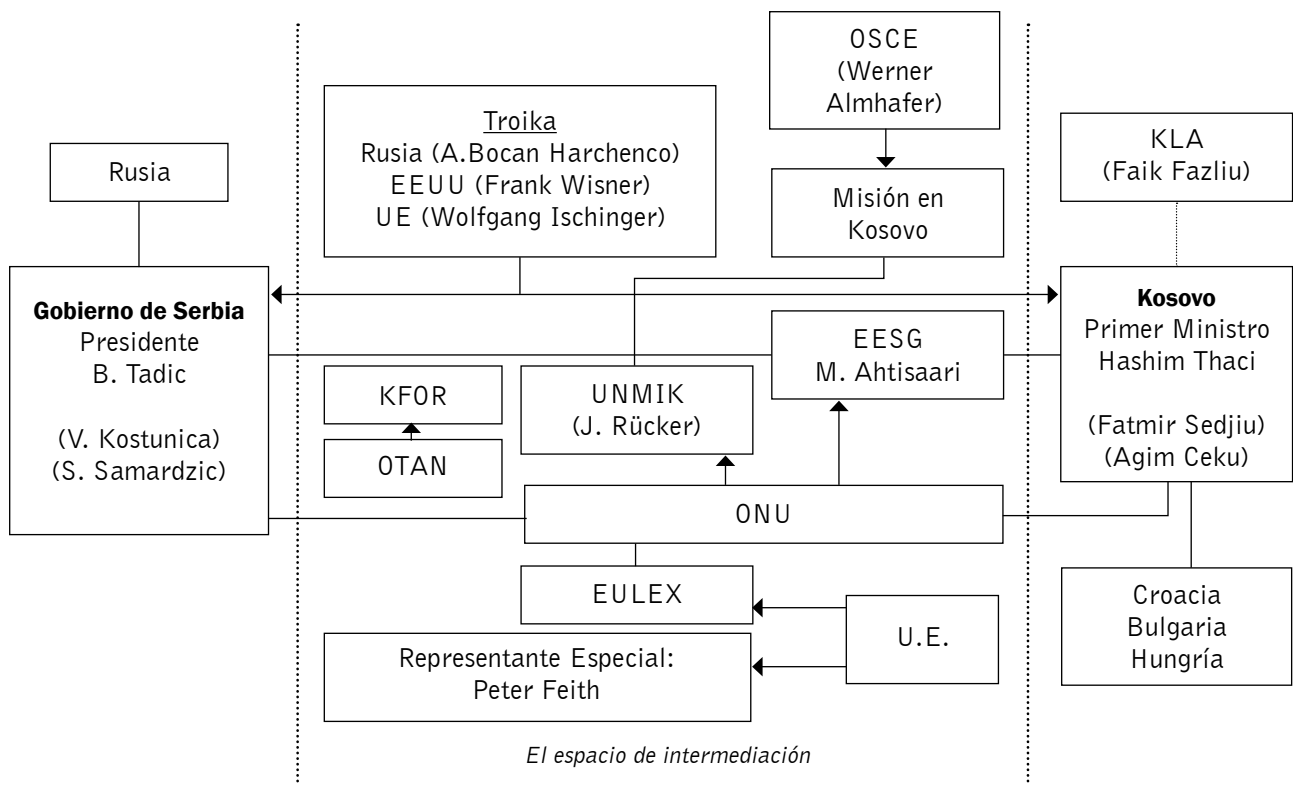 Rusia
Gobierno de Serbia
Presidente
B. Tadic
(V. Kostunica)
(S. Samardzic)
Troika
Rusia (A.Bocan Harchenco)
EEUU (Frank Wisner)
UE (Wolfgang Ischinger)
OSCE
(Werner
Almhafer)
Misión en
Kosovo
EESG
M. Ahtisaari
KFOR
OTAN
UNMIK
(J. Rücker)
ONU
EULEX
U.E.
Representante Especial:
Peter Feith
El espacio de intermediación
KLA
(Faik Fazliu)
Kosovo
Primer Ministro
Hashim Thaci
(Fatmir Sedjiu)
(Agim Ceku)
Croacia
Bulgaria
Hungría